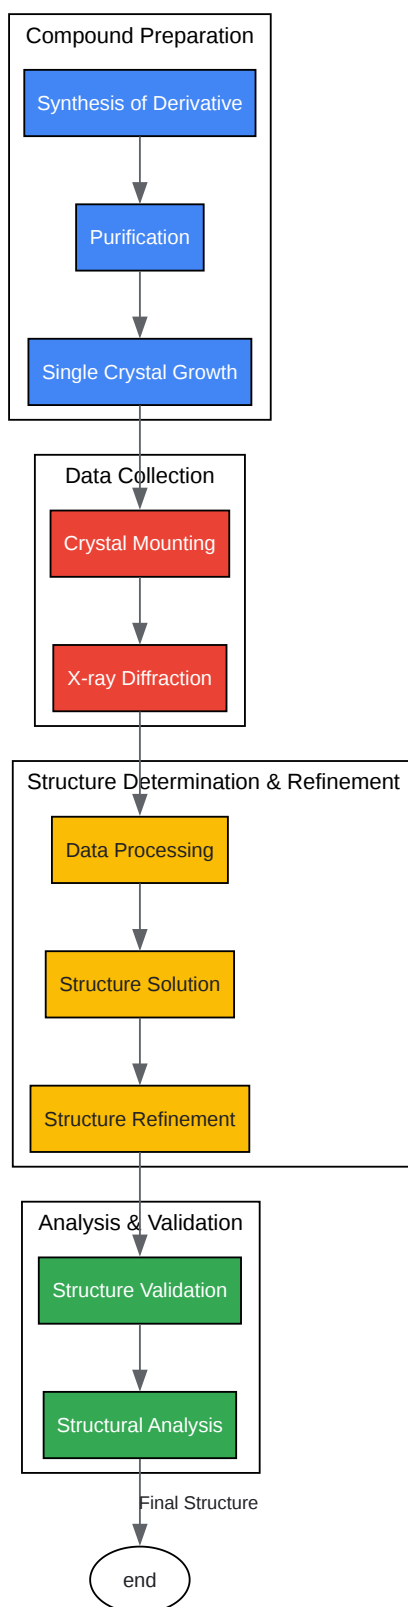 Compound Preparation
Synthesis of Derivative
Purification
Single Crystal Growth
Data Collection
Crystal Mounting
X-ray Diffraction
Structure Determination & Refinement
Data Processing
Structure Solution
Structure Refinement
Analysis & Validation
Structure Validation
Structural Analysis
Final Structure
end